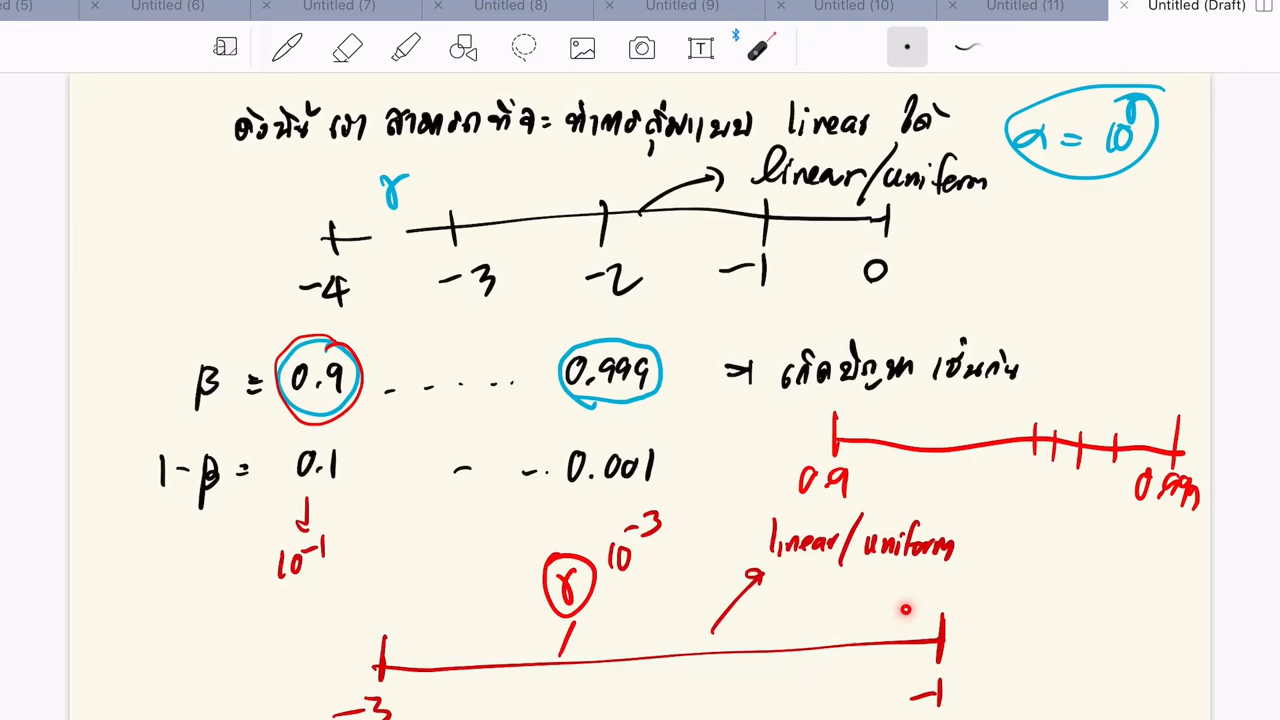 d (5) Untitled (6) Untitled (7) Untitled (8) Untitled (9) Untitled (10) Untitled (11) Untitled (Draft)
ดังนั้น เรา สามารถที่จะ ทำการสุ่มแบบ linear ได้
α = 10^r
r linear/uniform
-4 -3 -2 -1 0
β = 0.9 . . . . . . 0.999 ⇒ เกิดปัญหา เช่นกัน
0.9 0.999
1-β = 0.1 - - .. 0.001
10^-1 10^-3 linear/uniform
r
-3 -1